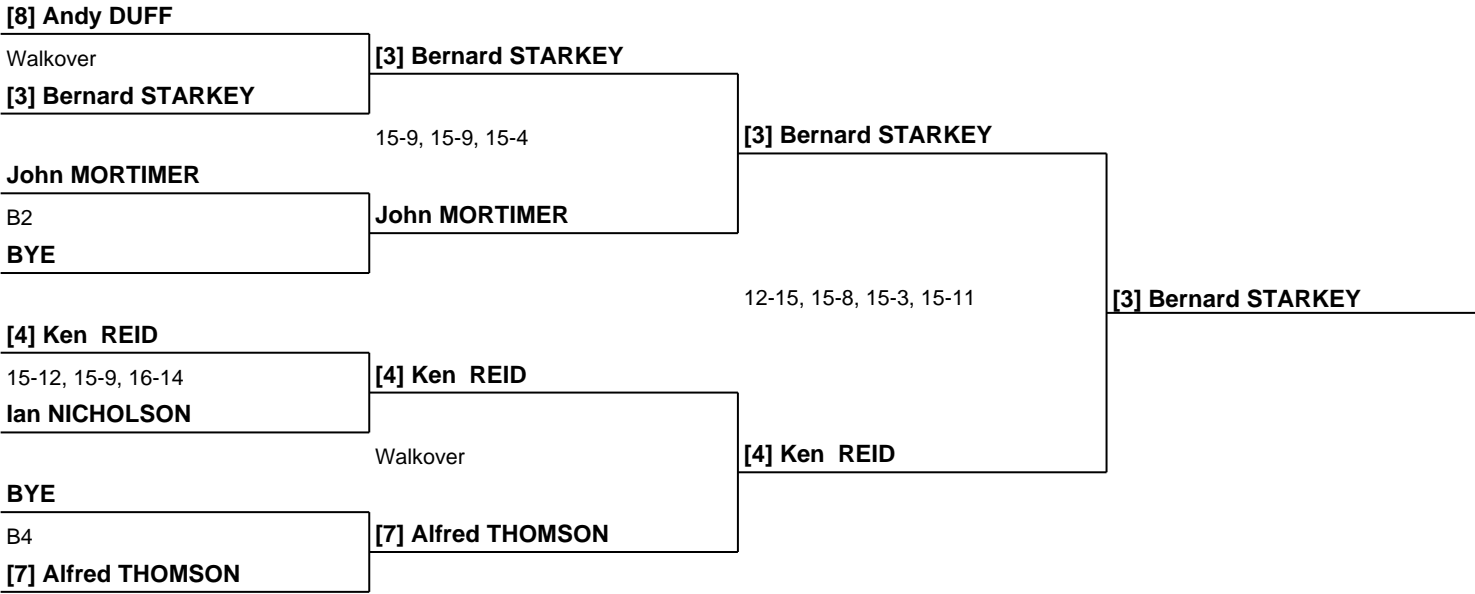 [8] Andy DUFF
Walkover
[3] Bernard STARKEY
[3] Bernard STARKEY
15-9, 15-9, 15-4
[3] Bernard STARKEY
John MORTIMER
B2
John MORTIMER
BYE
12-15, 15-8, 15-3, 15-11
[3] Bernard STARKEY
[4] Ken  REID
15-12, 15-9, 16-14
[4] Ken  REID
Ian NICHOLSON
Walkover
[4] Ken  REID
BYE
B4
[7] Alfred THOMSON
[7] Alfred THOMSON